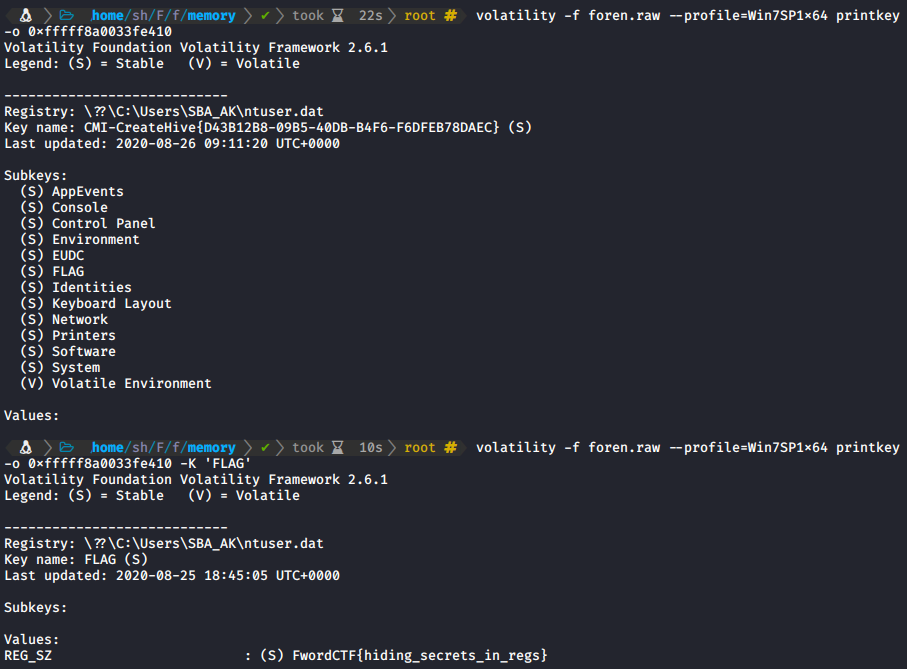 home/sh/F/f/memory ✔ took 22s root # volatility -f foren.raw --profile=Win7SP1x64 printkey
-o 0xfffff8a0033fe410
Volatility Foundation Volatility Framework 2.6.1
Legend: (S) = Stable   (V) = Volatile

----------------------------
Registry: \??\C:\Users\SBA_AK\ntuser.dat
Key name: CMI-CreateHive{D43B12B8-09B5-40DB-B4F6-F6DFEB78DAEC} (S)
Last updated: 2020-08-26 09:11:20 UTC+0000

Subkeys:
  (S) AppEvents
  (S) Console
  (S) Control Panel
  (S) Environment
  (S) EUDC
  (S) FLAG
  (S) Identities
  (S) Keyboard Layout
  (S) Network
  (S) Printers
  (S) Software
  (S) System
  (V) Volatile Environment

Values:
home/sh/F/f/memory ✔ took 10s root # volatility -f foren.raw --profile=Win7SP1x64 printkey
-o 0xfffff8a0033fe410 -K 'FLAG'
Volatility Foundation Volatility Framework 2.6.1
Legend: (S) = Stable   (V) = Volatile

----------------------------
Registry: \??\C:\Users\SBA_AK\ntuser.dat
Key name: FLAG (S)
Last updated: 2020-08-25 18:45:05 UTC+0000

Subkeys:

Values:
REG_SZ                        : (S) FwordCTF{hiding_secrets_in_regs}